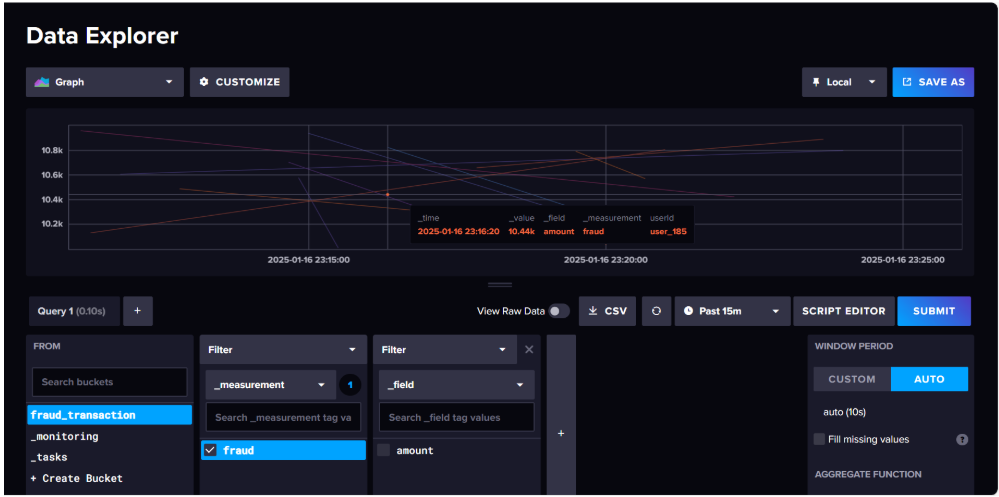 Data Explorer
Graph
CUSTOMIZE
Local
SAVE AS
10.8k
10.6k
10.4k
10.2k
_time _value _field _measurement userid
2025-01-16 23:16:20 10.44k amount fraud user_185
2025-01-16 23:15:00 2025-01-16 23:20:00 2025-01-16 23:25:00
Query 1 (0.10s)
+
View Raw Data
CSV
Past 15m
SCRIPT EDITOR
SUBMIT
FROM
Search buckets
fraud_transaction
_monitoring
_tasks
+ Create Bucket
Filter
_measurement
1
Search _measurement tag va
fraud
Filter
_field
Search _field tag values
amount
+
WINDOW PERIOD
CUSTOM
AUTO
auto (10s)
Fill missing values
?
AGGREGATE FUNCTION